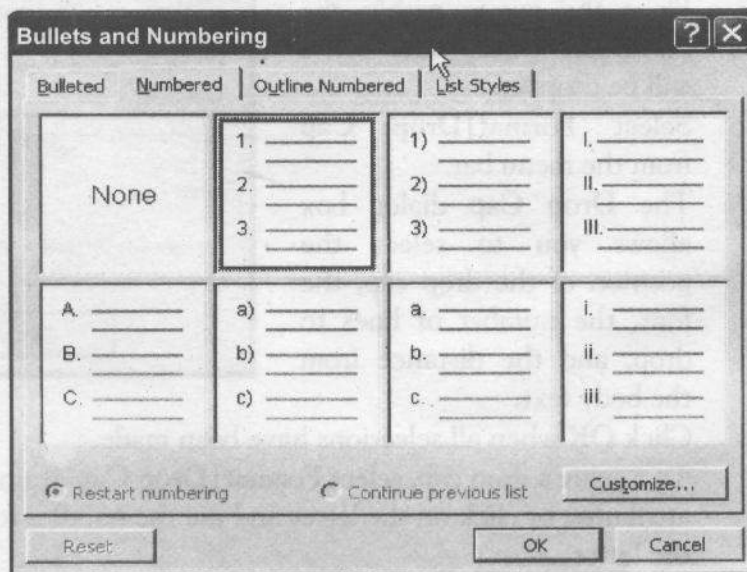 Bullets and Numbering
Bulleted Numbered Outline Numbered List Styles
None
1.
2.
3.
1)
2)
3)
I.
II.
III.
A.
B.
C.
a)
b)
c)
a.
b.
c.
i.
ii.
iii.
Restart numbering Continue previous list Customize...
Reset OK Cancel